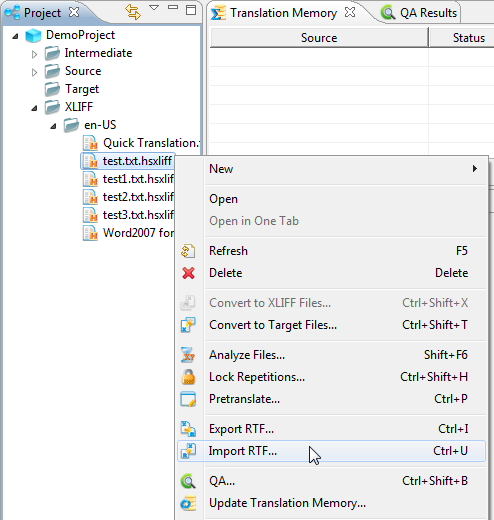 Project
Translation Memory
QA Results
DemoProject
Intermediate
Source
Target
XLIFF
en-US
Quick Translation.
test.txt.hsxliff
test1.txt.hsxlif
test2.txt.hsxlif
test3.txt.hsxlif
Word2007 for
Source Status
New
Open
Open in One Tab
Refresh F5
Delete Delete
Convert to XLIFF Files... Ctrl+Shift+X
Convert to Target Files... Ctrl+Shift+T
Analyze Files... Shift+F6
Lock Repetitions... Ctrl+Shift+H
Pretranslate... Ctrl+P
Export RTF... Ctrl+I
Import RTF... Ctrl+U
QA... Ctrl+Shift+B
Update Translation Memory...